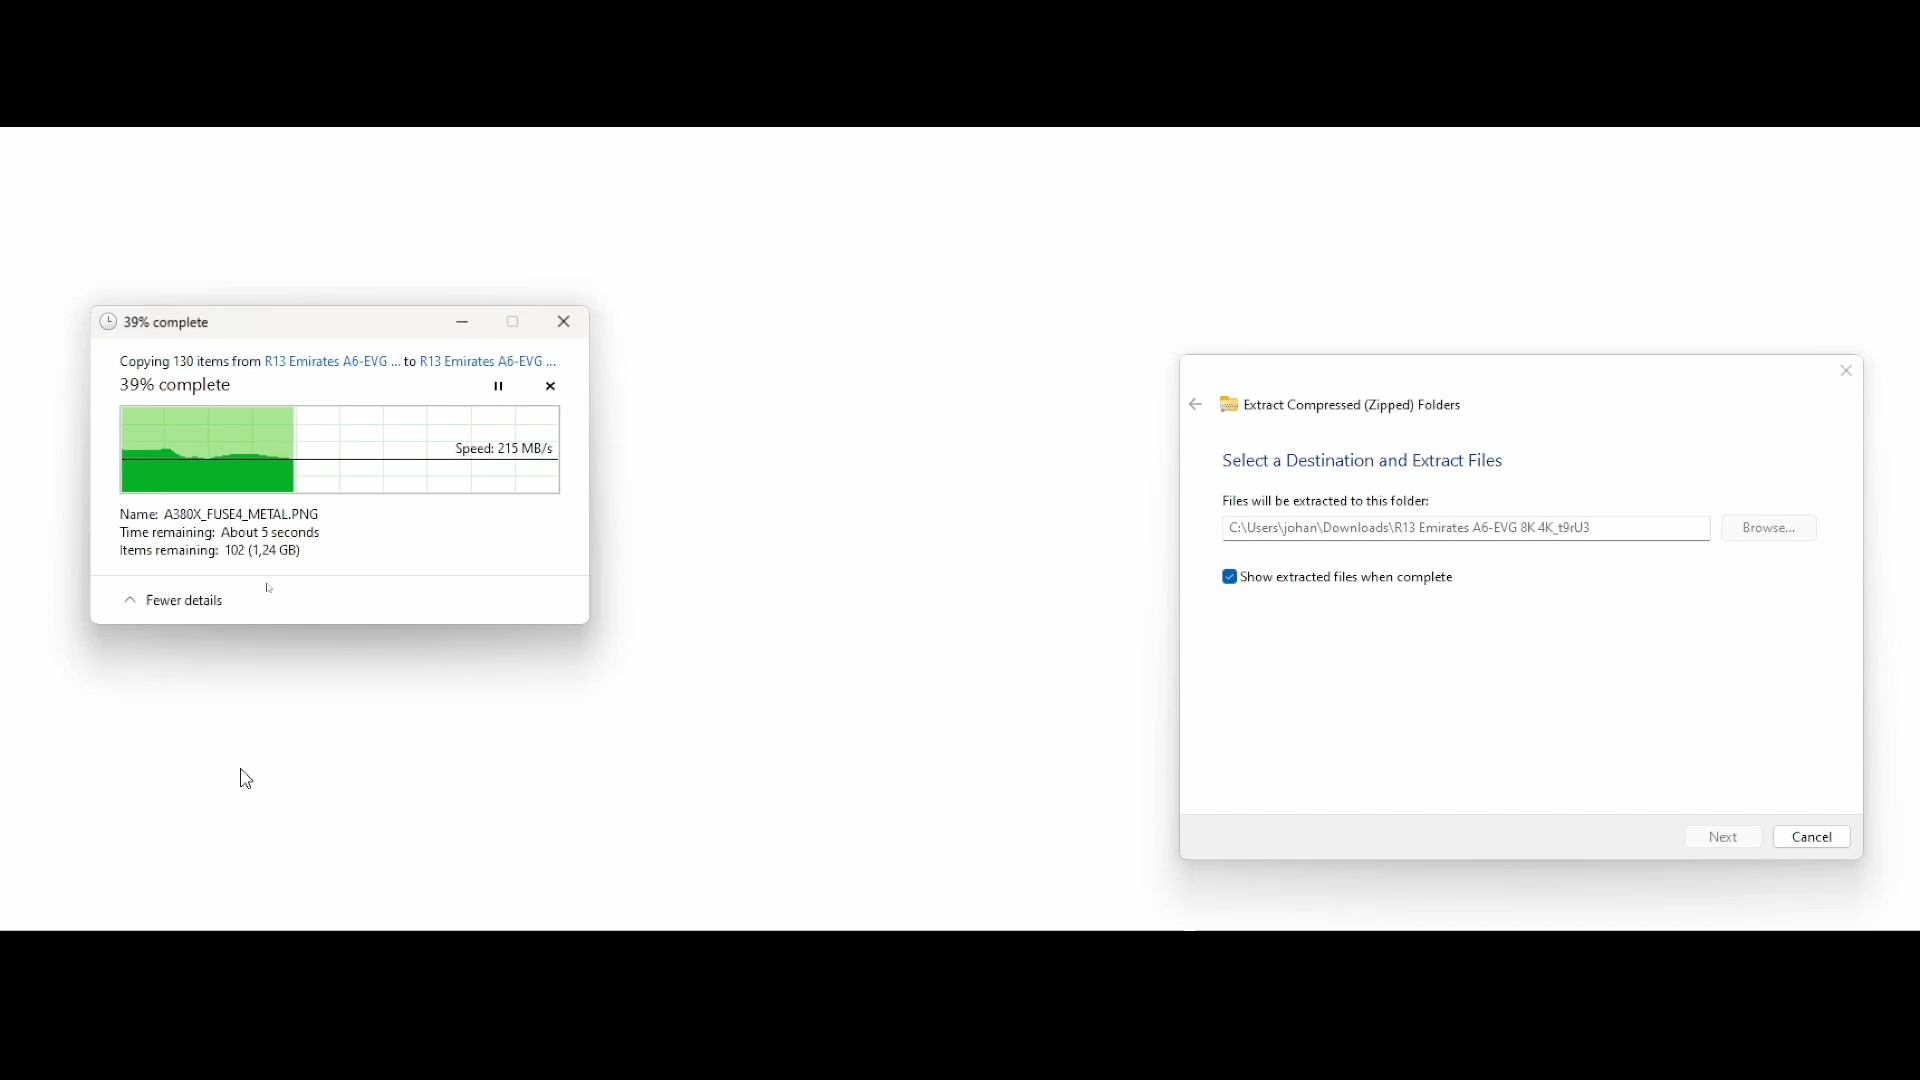 39% complete
Copying 130 items from R13 Emirates A6-EVG ... to R13 Emirates A6-EVG ...
39% complete
Speed: 215 MB/s
Name: A380X_FUSE4_METAL.PNG
Time remaining: About 5 seconds
Items remaining: 102 (1,24 GB)
Fewer details
Extract Compressed (Zipped) Folders
Select a Destination and Extract Files
Files will be extracted to this folder:
C:\Users\johan\Downloads\R13 Emirates A6-EVG 8K 4K_t9rU3
Browse...
Show extracted files when complete
Next
Cancel